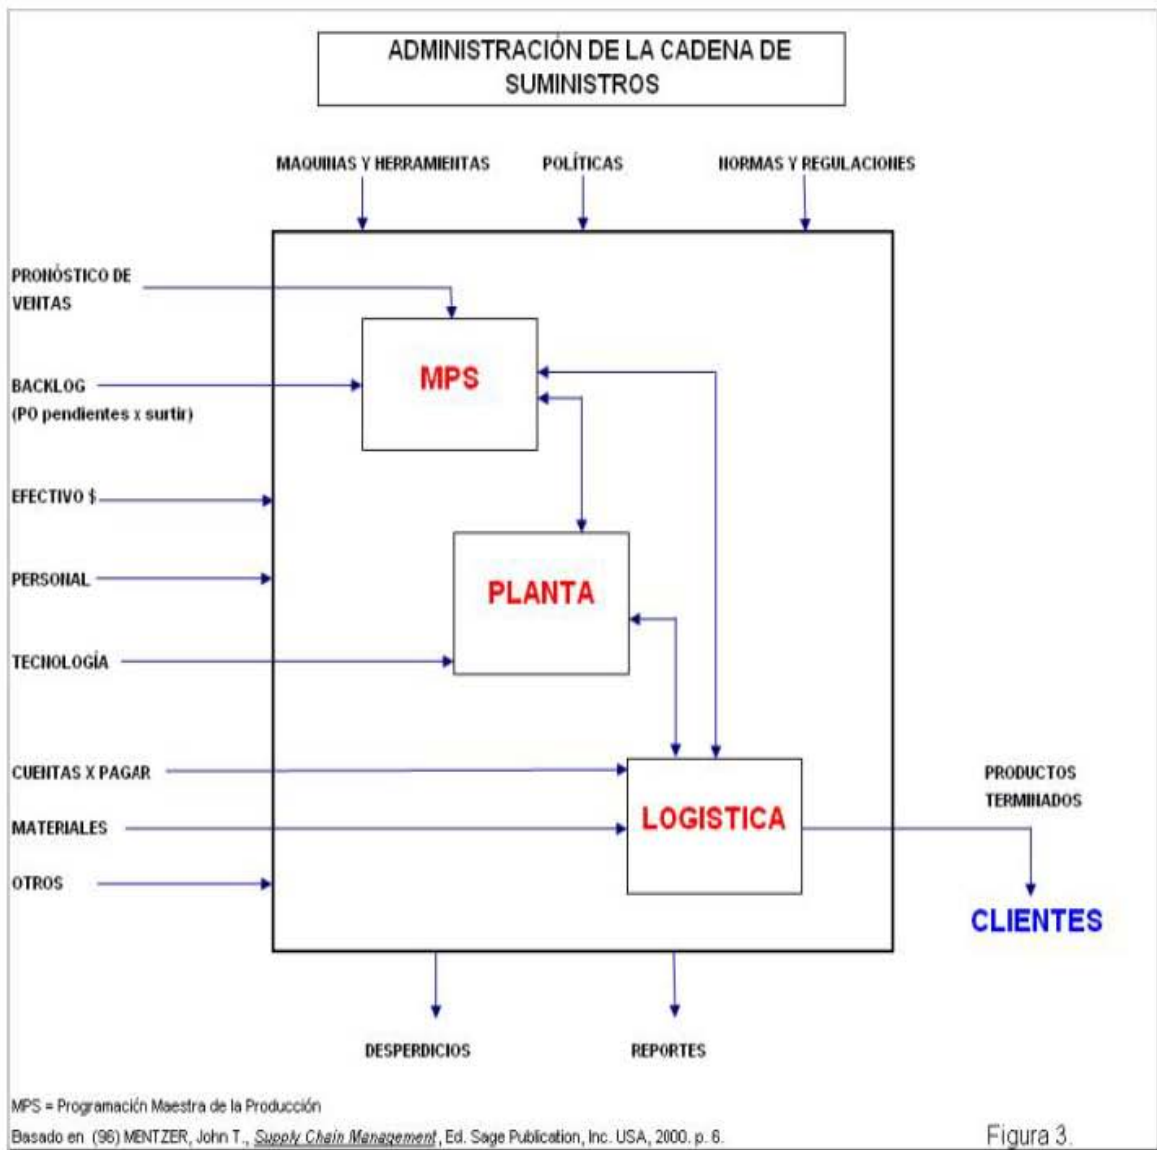 ADMINISTRACIÓN DE LA CADENA DE
SUMINISTROS
MAQUINAS Y HERRAMIENTAS
POLÍTICAS
NORMAS Y REGULACIONES
PRONÓSTICO DE
VENTAS
MPS
BACKLOG
(PO pendientes x surtir)
EFECTIVO $
PERSONAL
PLANTA
TECNOLOGÍA
CUENTAS X PAGAR
PRODUCTOS
TERMINADOS
MATERIALES
LOGISTICA
OTROS
CLIENTES
DESPERDICIOS
REPORTES
MPS = Programación Maestra de la Producción
Basado en (96) MENTZER, John T., Supply Chain Management, Ed. Sage Publication, Inc. USA, 2000. p. 6.
Figura 3.